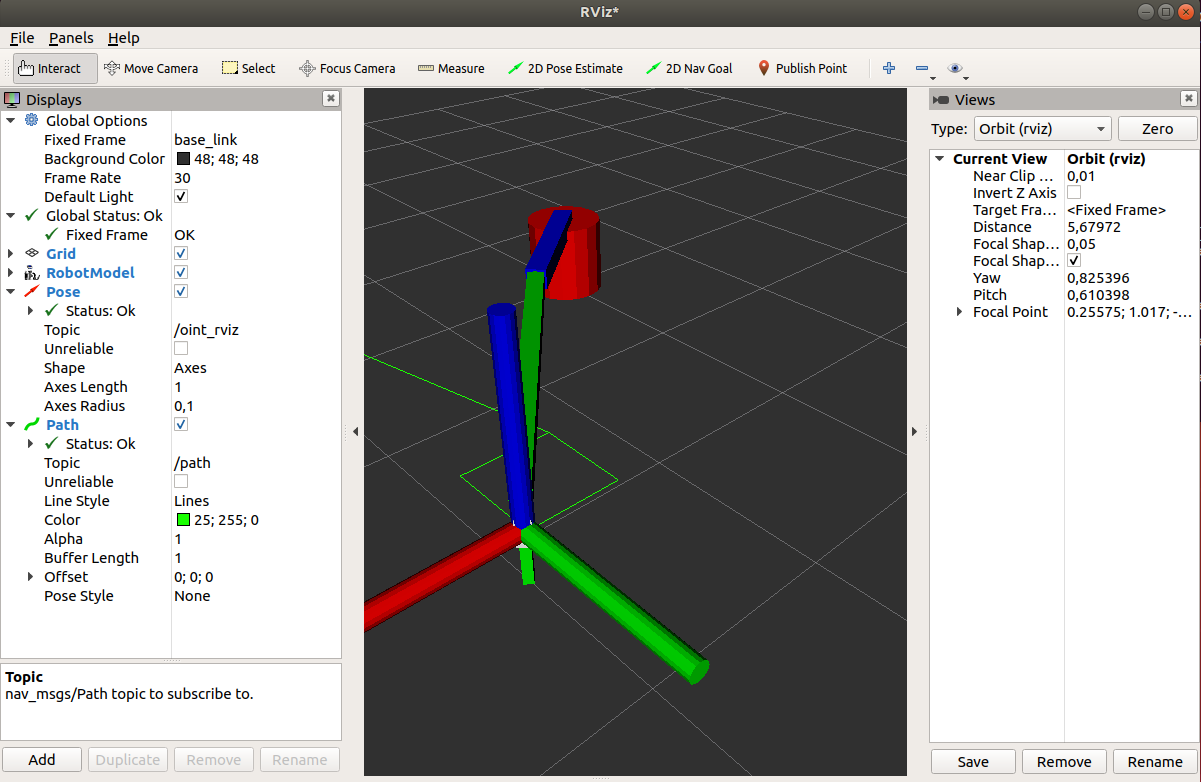 RViz*
File Panels Help
Interact Move Camera Select Focus Camera Measure 2D Pose Estimate 2D Nav Goal Publish Point
Displays
Global Options
Fixed Frame base_link
Background Color 48; 48; 48
Frame Rate 30
Default Light
Global Status: Ok
Fixed Frame OK
Grid
RobotModel
Pose
Status: Ok
Topic /oint_rviz
Unreliable
Shape Axes
Axes Length 1
Axes Radius 0,1
Path
Status: Ok
Topic /path
Unreliable
Line Style Lines
Color 25; 255; 0
Alpha 1
Buffer Length 1
Offset 0; 0; 0
Pose Style None
Topic
nav_msgs/Path topic to subscribe to.
Add Duplicate Remove Rename
Views
Type: Orbit (rviz) Zero
Current View Orbit (rviz)
Near Clip ... 0,01
Invert Z Axis
Target Fra... <Fixed Frame>
Distance 5,67972
Focal Shap... 0,05
Focal Shap...
Yaw 0,825396
Pitch 0,610398
Focal Point 0.25575; 1.017; -...
Save Remove Rename